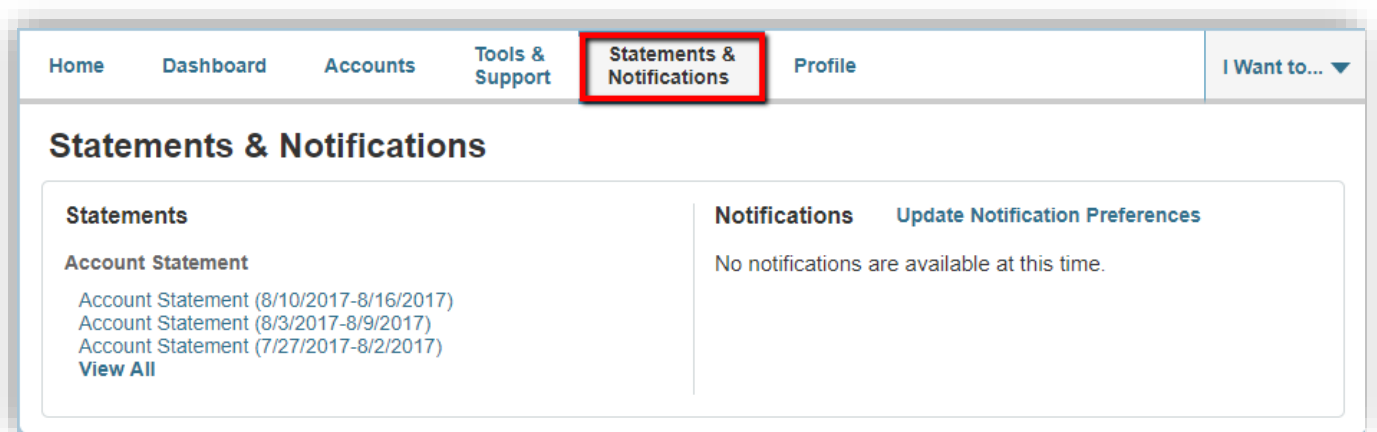 Home Dashboard Accounts Tools & Support Statements & Notifications Profile I Want to...
Statements & Notifications
Statements
Account Statement
Account Statement (8/10/2017-8/16/2017)
Account Statement (8/3/2017-8/9/2017)
Account Statement (7/27/2017-8/2/2017)
View All
Notifications Update Notification Preferences
No notifications are available at this time.